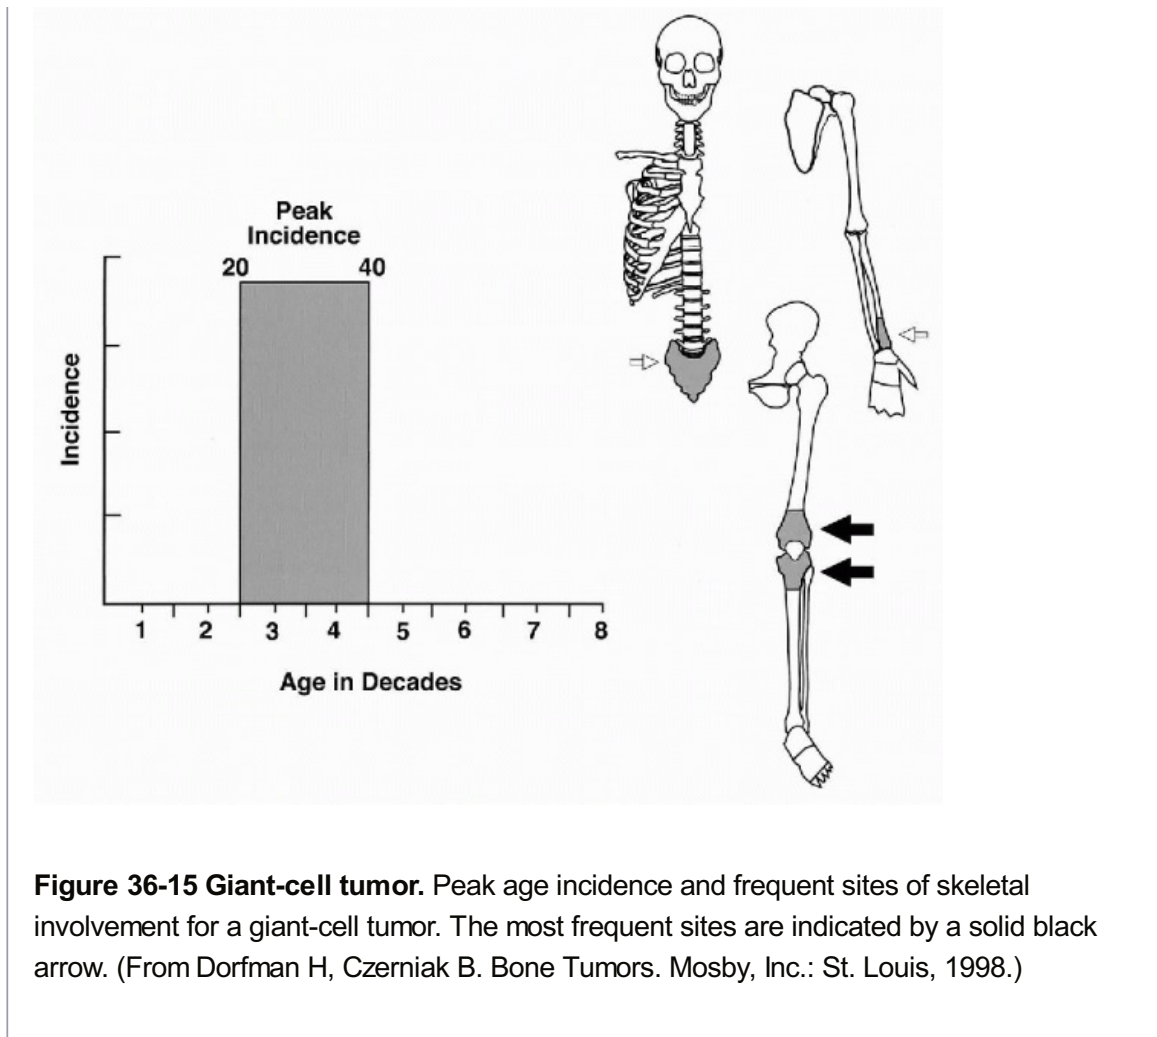 Peak
Incidence
20 40
Incidence
1 2 3 4 5 6 7 8
Age in Decades
Figure 36-15 Giant-cell tumor. Peak age incidence and frequent sites of skeletal
involvement for a giant-cell tumor. The most frequent sites are indicated by a solid black
arrow. (From Dorfman H, Czerniak B. Bone Tumors. Mosby, Inc.: St. Louis, 1998.)